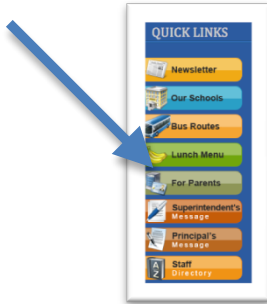 QUICK LINKS
Newsletter
Our Schools
Bus Routes
Lunch Menu
For Parents
Superintendent's
Message
Principal's
Message
A
Z
Staff
Directory